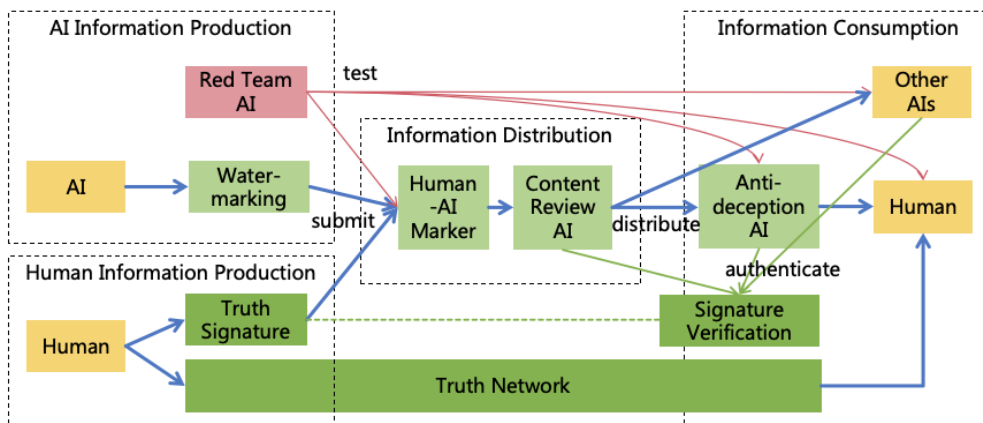 AI Information Production
Information Consumption
Red Team
AI
test
Other
AIs
Information Distribution
AI
Water-
marking
submit
Human
-AI
Marker
Content
Review
AI
distribute
Anti-
deception
AI
Human
authenticate
Human Information Production
Human
Truth
Signature
Signature
Verification
Truth Network